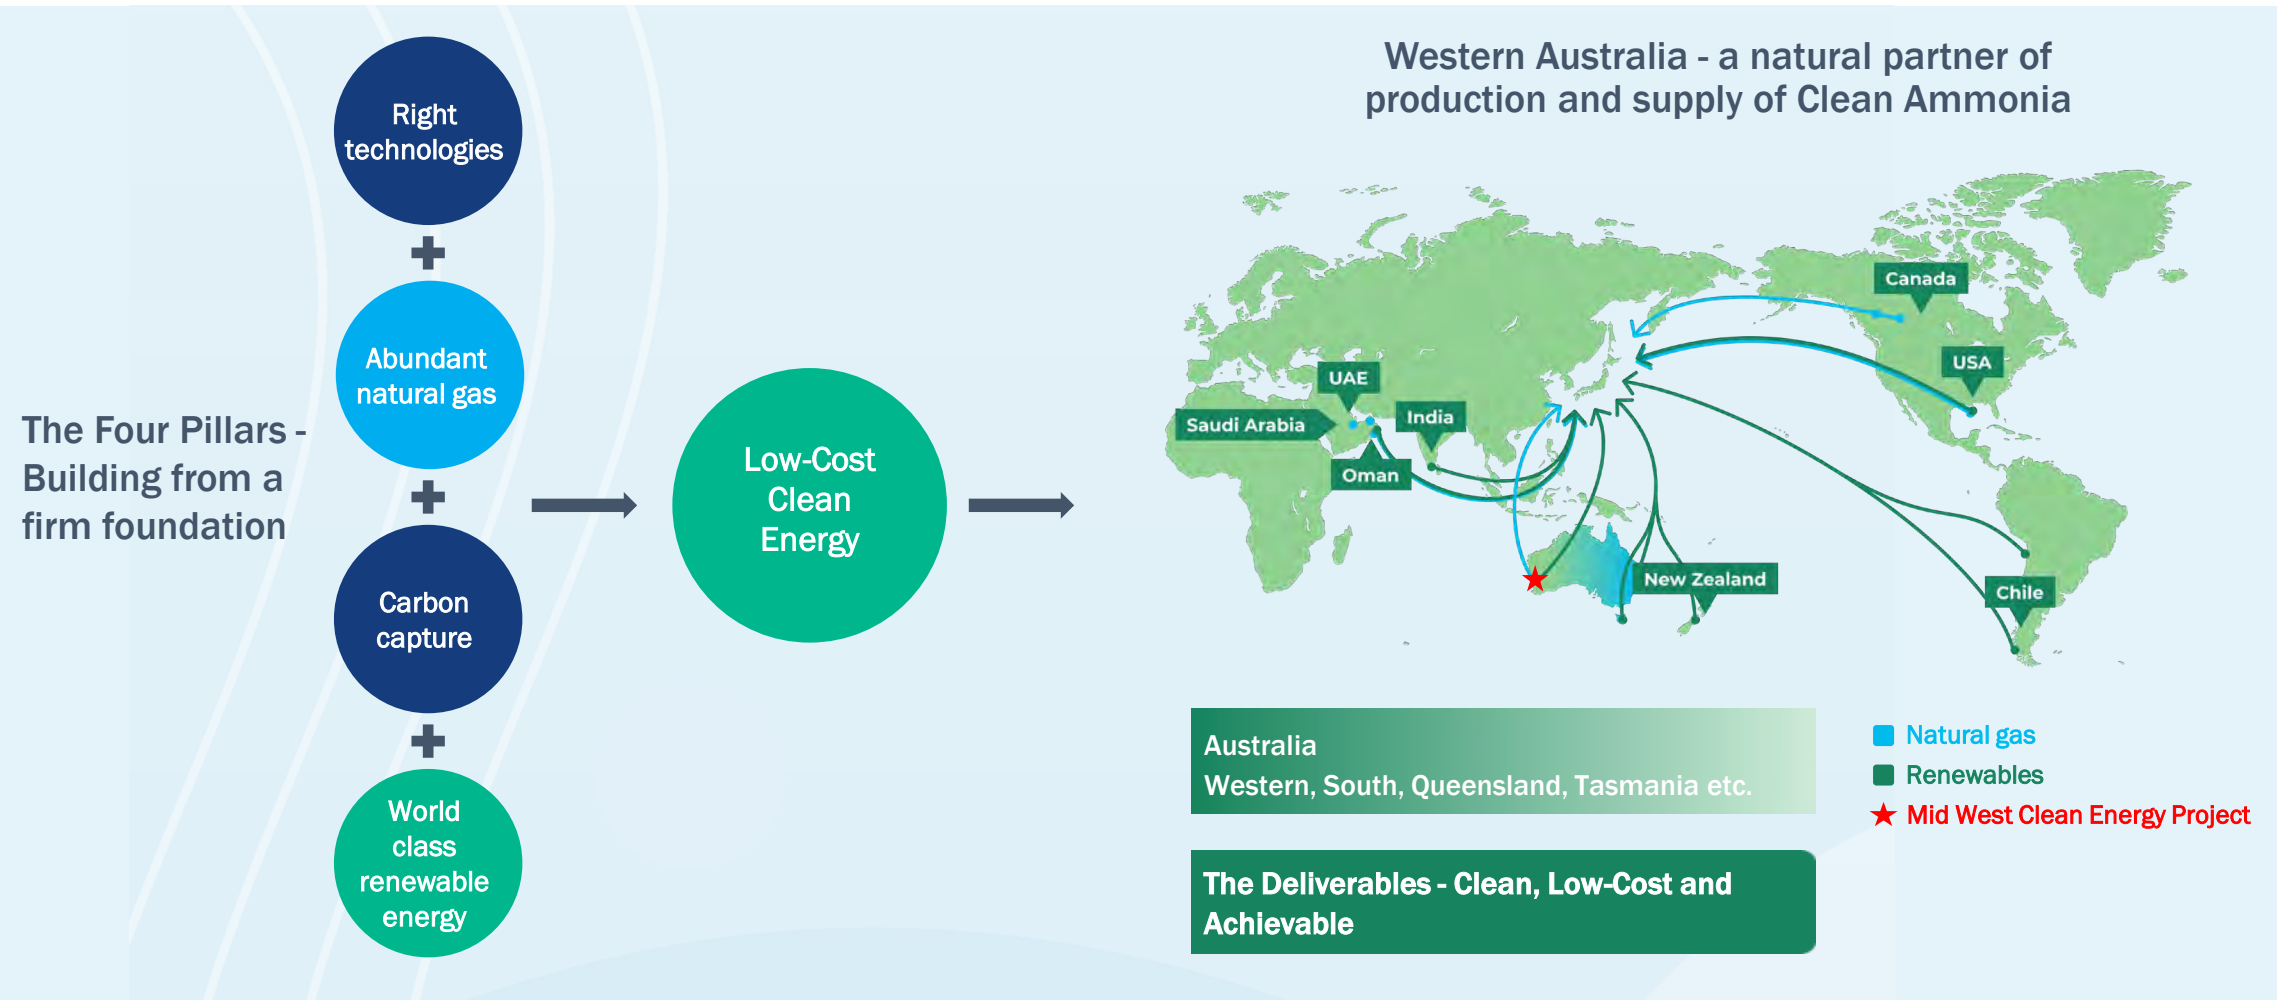 The Four Pillars -
Building from a
firm foundation
Right
technologies
Abundant
natural gas
Carbon
capture
World
class
renewable
energy
Low-Cost
Clean
Energy
Western Australia - a natural partner of
production and supply of Clean Ammonia
Canada
USA
UAE
India
Saudi Arabia
Oman
New Zealand
Chile
Australia
Western, South, Queensland, Tasmania etc.
Natural gas
Renewables
Mid West Clean Energy Project
The Deliverables - Clean, Low-Cost and
Achievable